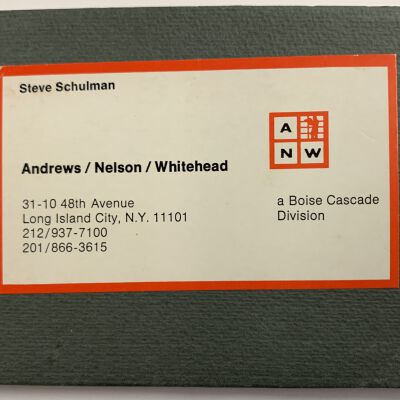 Steve Schulman
A
N W
Andrews / Nelson / Whitehead
31-10 48th Avenue
Long Island City, N.Y. 11101
212/937-7100
201/866-3615
a Boise Cascade
Division